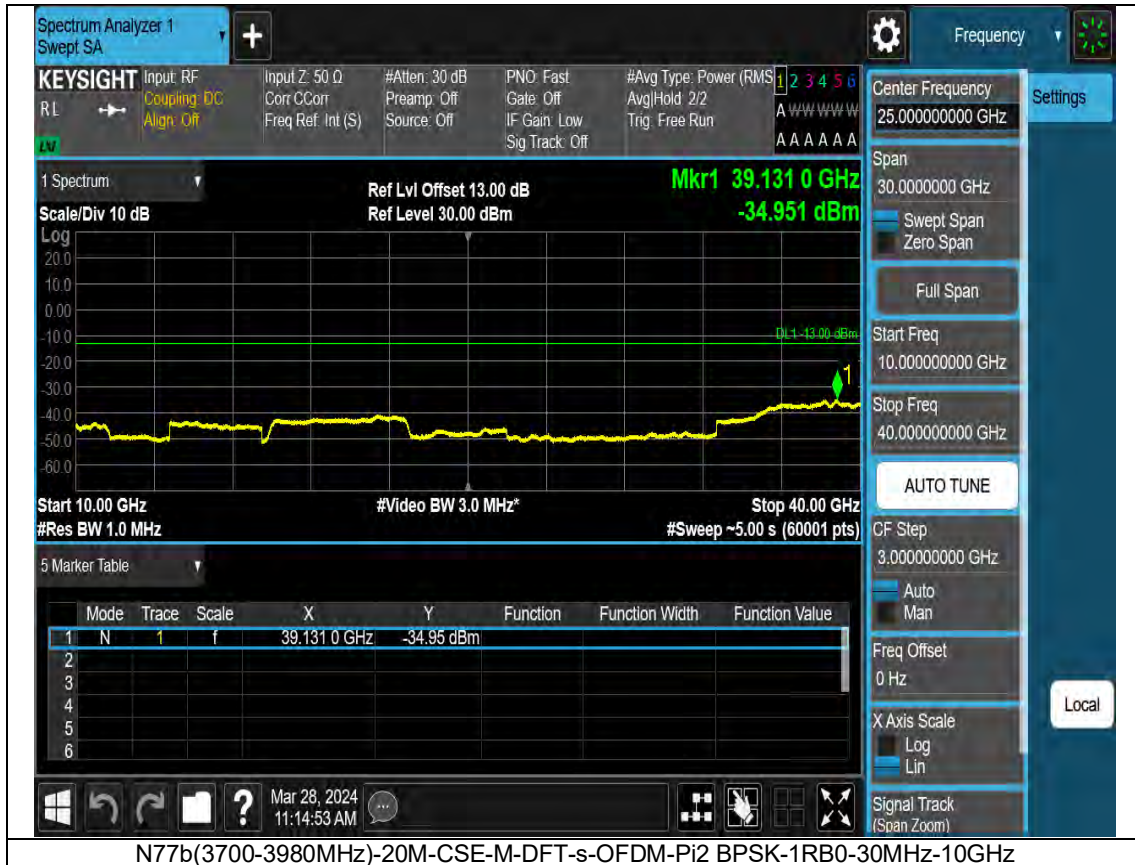 Spectrum Analyzer 1
Swept SA
Frequency
KEYSIGHT
RL
LXI
Input: RF
Coupling: DC
Align: Off
Input Z: 50 Ω
Corr CCorr
Freq Ref: Int (S)
#Atten: 30 dB
Preamp: Off
Source: Off
PNO: Fast
Gate: Off
IF Gain: Low
Sig Track: Off
#Avg Type: Power (RMS
Avg|Hold: 2/2
Trig: Free Run
1 2 3 4 5 6
A W W W W W
A A A A A A
1 Spectrum
Scale/Div 10 dB
Ref Lvl Offset 13.00 dB
Ref Level 30.00 dBm
Mkr1 39.131 0 GHz
-34.951 dBm
Log
20.0
10.0
0.00
-10.0
-20.0
-30.0
-40.0
-50.0
-60.0
DL1 -13.00 dBm
1
Start 10.00 GHz
#Res BW 1.0 MHz
#Video BW 3.0 MHz*
Stop 40.00 GHz
#Sweep ~5.00 s (60001 pts)
5 Marker Table
Mode Trace Scale X Y Function Function Width Function Value
1 N 1 f 39.131 0 GHz -34.95 dBm
2
3
4
5
6
Mar 28, 2024
11:14:53 AM
Center Frequency
25.000000000 GHz
Span
30.0000000 GHz
Swept Span
Zero Span
Full Span
Start Freq
10.000000000 GHz
Stop Freq
40.000000000 GHz
AUTO TUNE
CF Step
3.000000000 GHz
Auto
Man
Freq Offset
0 Hz
X Axis Scale
Log
Lin
Signal Track
(Span Zoom)
Settings
Local
N77b(3700-3980MHz)-20M-CSE-M-DFT-s-OFDM-Pi2 BPSK-1RB0-30MHz-10GHz